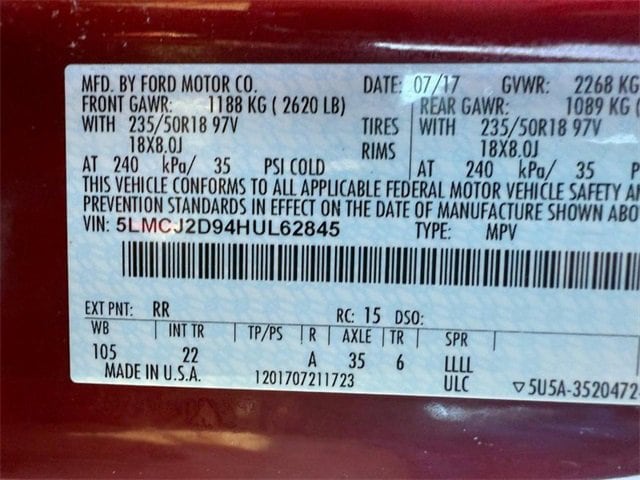 MFD. BY FORD MOTOR CO. DATE: 07/17 GVWR: 2268 KG
FRONT GAWR: 1188 KG ( 2620 LB) REAR GAWR: 1089 KG (
WITH 235/50R18 97V TIRES WITH 235/50R18 97V
18X8.0J RIMS 18X8.0J
AT 240 kPa/ 35 PSI COLD AT 240 kPa/ 35 P
THIS VEHICLE CONFORMS TO ALL APPLICABLE FEDERAL MOTOR VEHICLE SAFETY A
PREVENTION STANDARDS IN EFFECT ON THE DATE OF MANUFACTURE SHOWN ABO
VIN: 5LMCJ2D94HUL62845 TYPE: MPV
EXT PNT: RR RC: 15 DSO:
WB INT TR TP/PS R AXLE TR SPR
105 22 A 35 6 LLLL
MADE IN U.S.A. 1201707211723 ULC ▽5U5A-3520472-